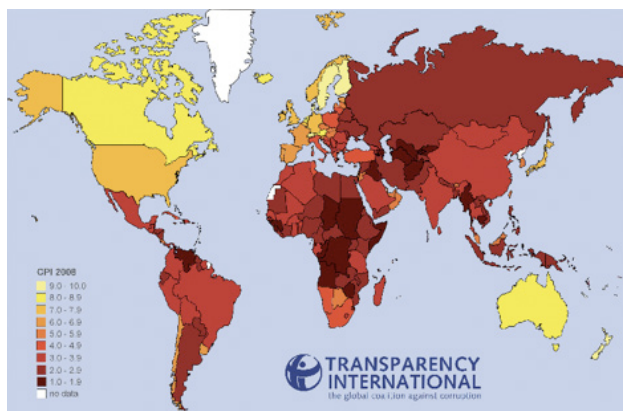 CPI 2008
9.0 - 10.0
8.0 - 8.9
7.0 - 7.9
6.0 - 6.9
5.0 - 5.9
4.0 - 4.9
3.0 - 3.9
2.0 - 2.9
1.0 - 1.9
no data
TRANSPARENCY
INTERNATIONAL
the global coalition against corruption